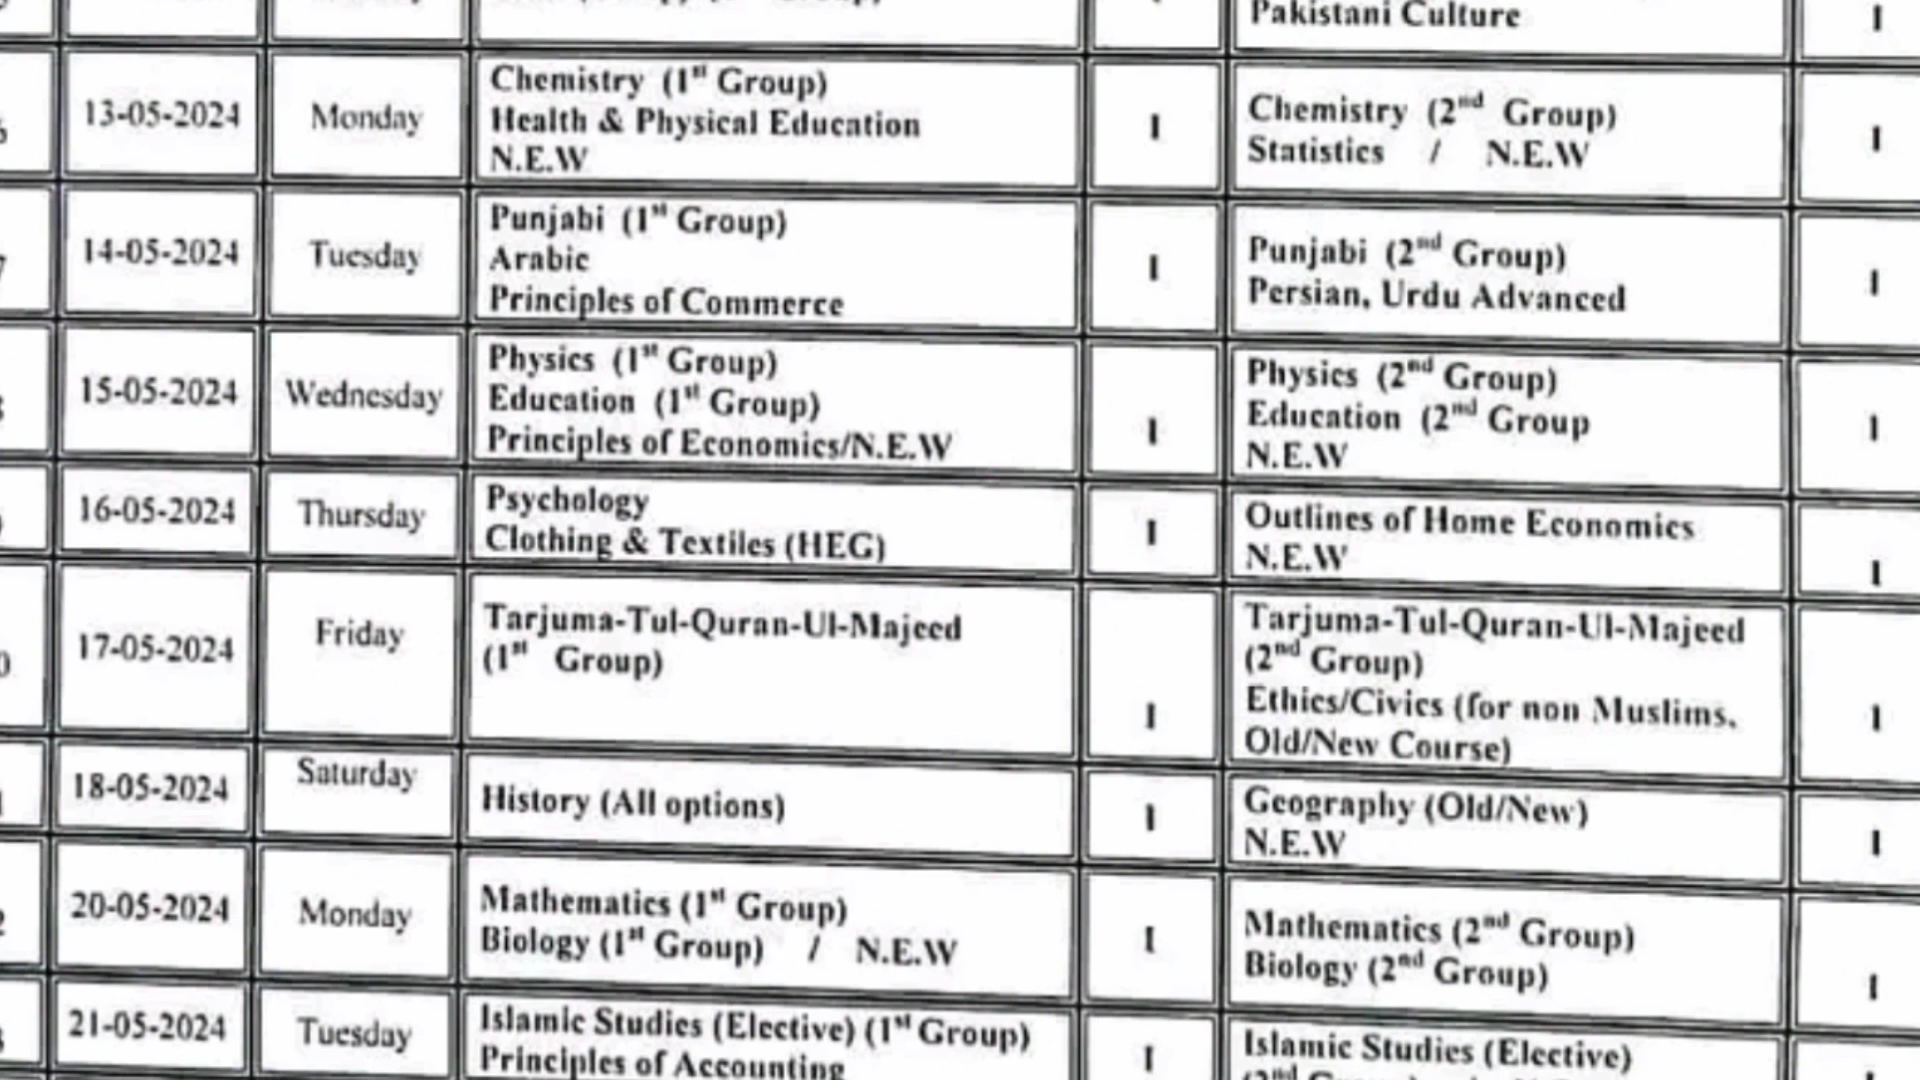 Pakistani Culture
I
13-05-2024
Monday
Chemistry (1st Group)
Health & Physical Education
N.E.W
I
Chemistry (2nd Group)
Statistics / N.E.W
I
14-05-2024
Tuesday
Punjabi (1st Group)
Arabic
Principles of Commerce
I
Punjabi (2nd Group)
Persian, Urdu Advanced
I
15-05-2024
Wednesday
Physics (1st Group)
Education (1st Group)
Principles of Economics/N.E.W
I
Physics (2nd Group)
Education (2nd Group
N.E.W
I
16-05-2024
Thursday
Psychology
Clothing & Textiles (HEG)
I
Outlines of Home Economics
N.E.W
I
17-05-2024
Friday
Tarjuma-Tul-Quran-Ul-Majeed
(1st Group)
I
Tarjuma-Tul-Quran-Ul-Majeed
(2nd Group)
Ethics/Civics (for non Muslims,
Old/New Course)
I
18-05-2024
Saturday
History (All options)
I
Geography (Old/New)
N.E.W
I
20-05-2024
Monday
Mathematics (1st Group)
Biology (1st Group) / N.E.W
I
Mathematics (2nd Group)
Biology (2nd Group)
I
21-05-2024
Tuesday
Islamic Studies (Elective) (1st Group)
Principles of Accounting
I
Islamic Studies (Elective)